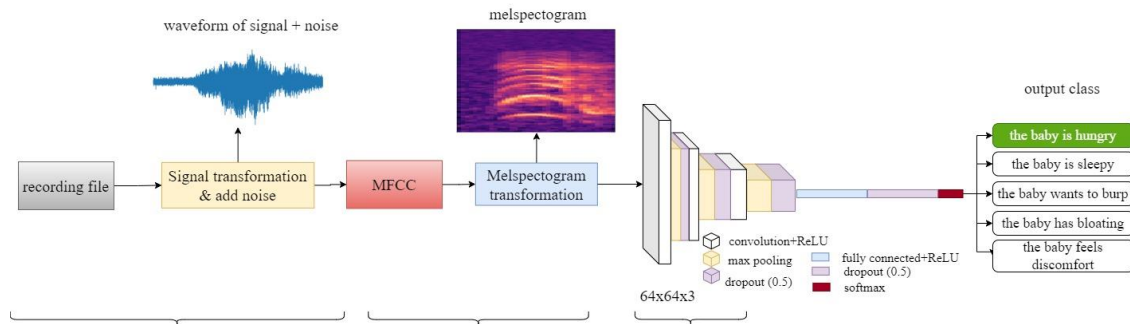 waveform of signal + noise
melspectogram
output class
recording file
Signal transformation
& add noise
MFCC
Melspectogram
transformation
the baby is hungry
the baby is sleepy
the baby wants to burp
the baby has bloating
the baby feels
discomfort
convolution+ReLU
max pooling
dropout (0.5)
fully connected+ReLU
dropout (0.5)
softmax
64x64x3